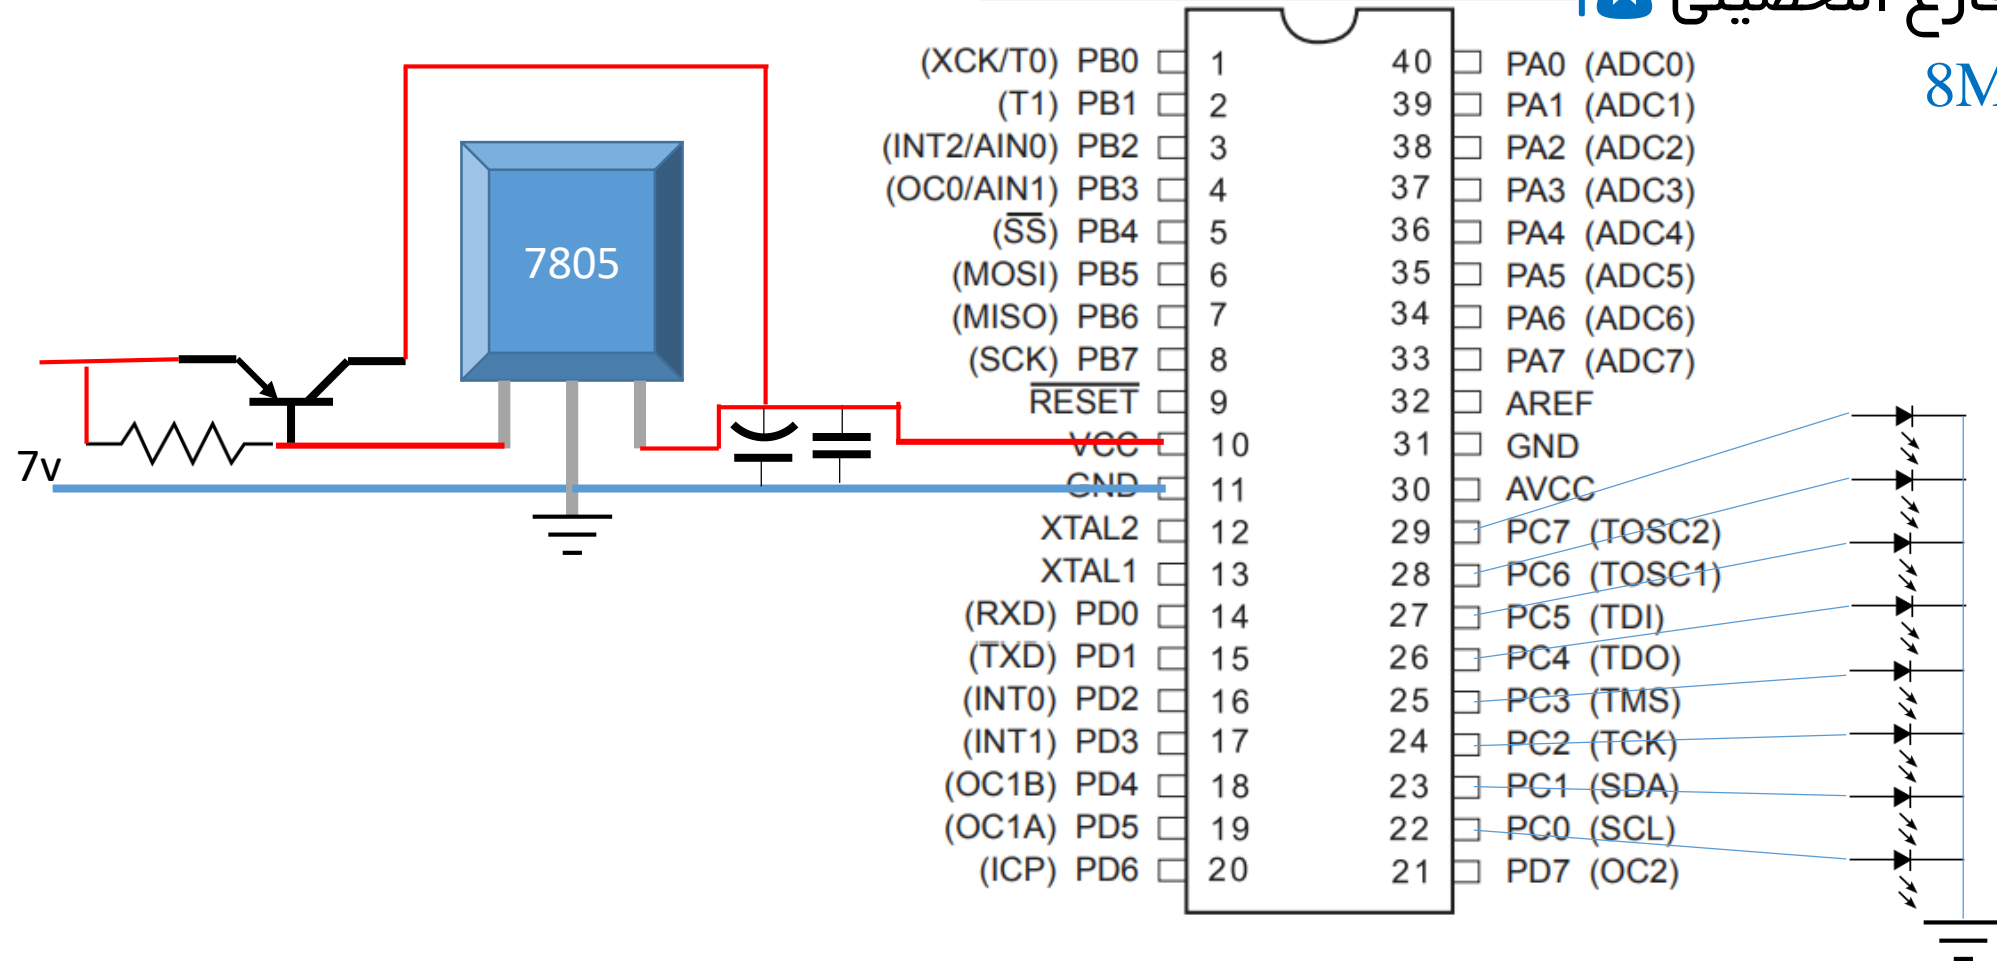 التحصيلى
8M
(XCK/T0) PB0 1 40 PA0 (ADC0)
(T1) PB1 2 39 PA1 (ADC1)
(INT2/AIN0) PB2 3 38 PA2 (ADC2)
(OC0/AIN1) PB3 4 37 PA3 (ADC3)
(SS) PB4 5 36 PA4 (ADC4)
(MOSI) PB5 6 35 PA5 (ADC5)
(MISO) PB6 7 34 PA6 (ADC6)
(SCK) PB7 8 33 PA7 (ADC7)
RESET 9 32 AREF
VCC 10 31 GND
GND 11 30 AVCC
XTAL2 12 29 PC7 (TOSC2)
XTAL1 13 28 PC6 (TOSC1)
(RXD) PD0 14 27 PC5 (TDI)
(TXD) PD1 15 26 PC4 (TDO)
(INT0) PD2 16 25 PC3 (TMS)
(INT1) PD3 17 24 PC2 (TCK)
(OC1B) PD4 18 23 PC1 (SDA)
(OC1A) PD5 19 22 PC0 (SCL)
(ICP) PD6 20 21 PD7 (OC2)
7805
7v